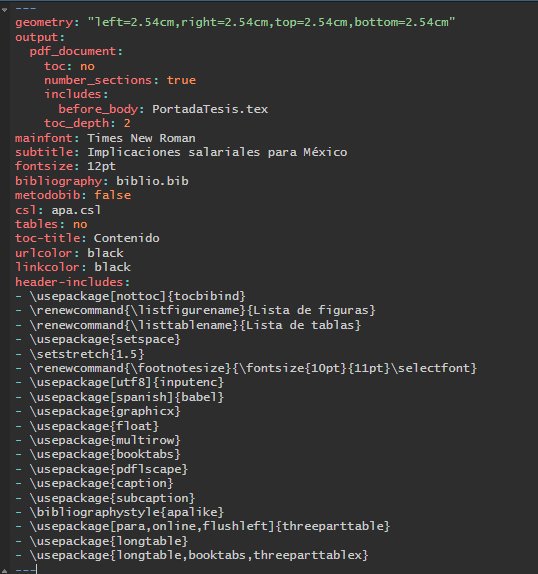 ---
geometry: "left=2.54cm,right=2.54cm,top=2.54cm,bottom=2.54cm"
output:
  pdf_document:
    toc: no
    number_sections: true
    includes:
      before_body: PortadaTesis.tex
    toc_depth: 2
mainfont: Times New Roman
subtitle: Implicaciones salariales para México
fontsize: 12pt
bibliography: biblio.bib
metodobib: false
csl: apa.csl
tables: no
toc-title: Contenido
urlcolor: black
linkcolor: black
header-includes:
- \usepackage[nottoc]{tocbibind}
- \renewcommand{\listfigurename}{Lista de figuras}
- \renewcommand{\listtablename}{Lista de tablas}
- \usepackage{setspace}
- \setstretch{1.5}
- \renewcommand{\footnotesize}{\fontsize{10pt}{11pt}\selectfont}
- \usepackage[utf8]{inputenc}
- \usepackage[spanish]{babel}
- \usepackage{graphicx}
- \usepackage{float}
- \usepackage{multirow}
- \usepackage{booktabs}
- \usepackage{pdflscape}
- \usepackage{caption}
- \usepackage{subcaption}
- \bibliographystyle{apalike}
- \usepackage[para,online,flushleft]{threeparttable}
- \usepackage{longtable}
- \usepackage{longtable,booktabs,threeparttablex}
---